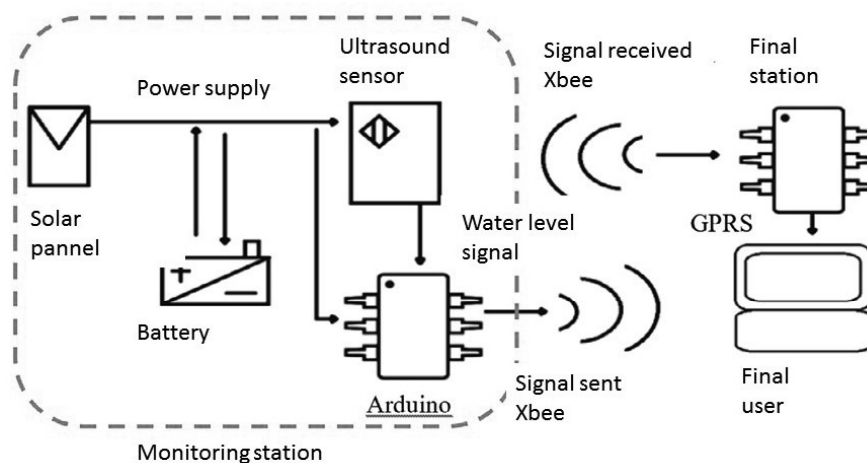 Ultrasound
sensor
Signal received
Xbee
Final
station
Power supply
Solar
pannel
Water level
signal
GPRS
Battery
Arduino
Signal sent
Xbee
Final
user
Monitoring station